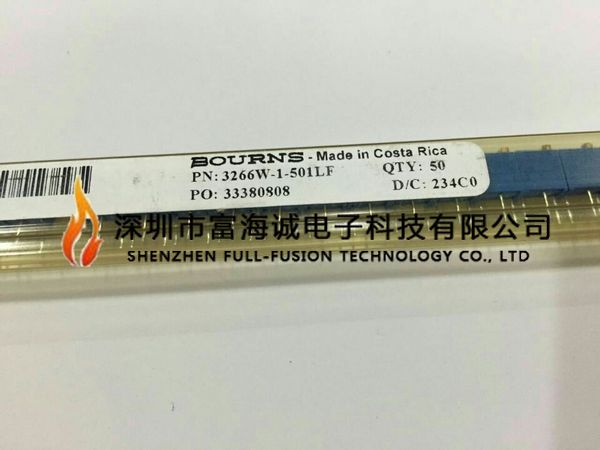 BOURNS - Made in Costa Rica
PN: 3266W-1-501LF QTY: 50
PO: 33380808 D/C: 234C0
深圳市富海诚电子科技有限公司
SHENZHEN FULL-FUSION TECHNOLOGY CO., LTD